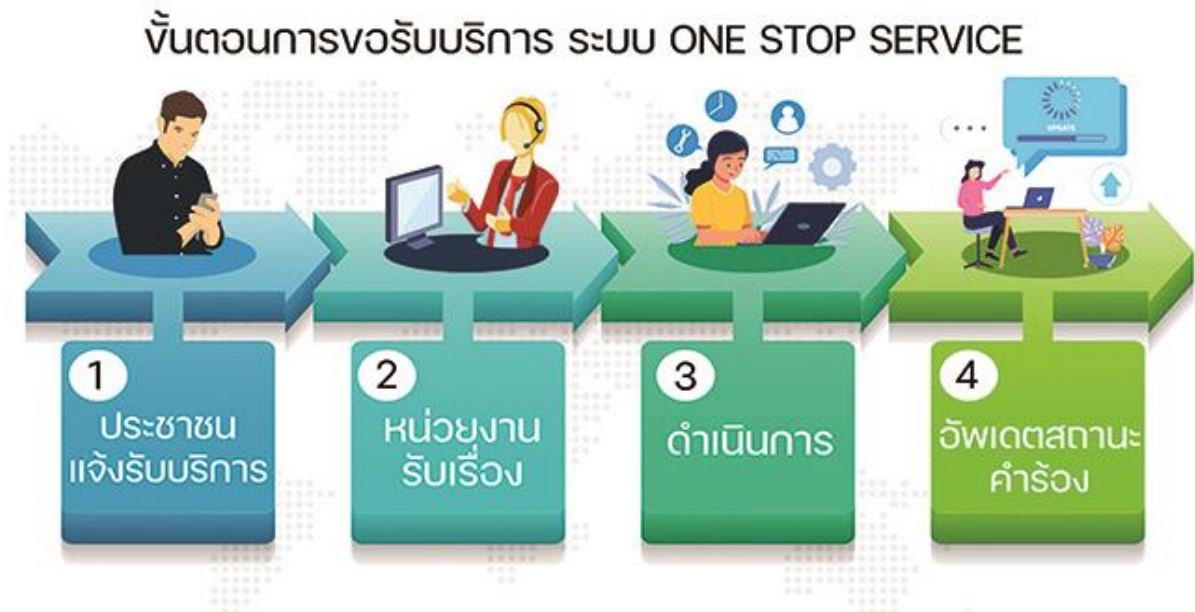 ขั้นตอนการขอรับบริการ ระบบ ONE STOP SERVICE
UPDATE
1
ประชาชน
แจ้งรับบริการ
2
หน่วยงาน
รับเรื่อง
3
ดำเนินการ
4
อัพเดตสถานะ
คำร้อง